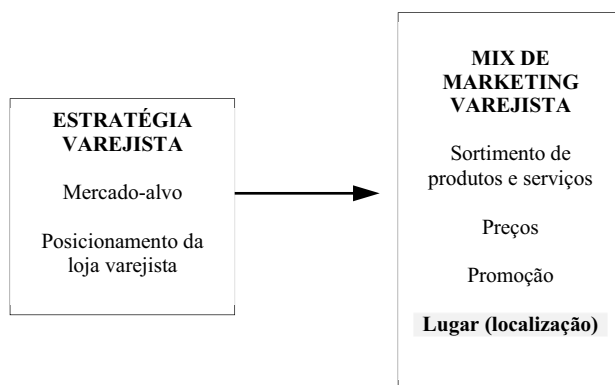 ESTRATÉGIA
VAREJISTA
Mercado-alvo
Posicionamento da
loja varejista
MIX DE
MARKETING
VAREJISTA
Sortimento de
produtos e serviços
Preços
Promoção
Lugar (localização)